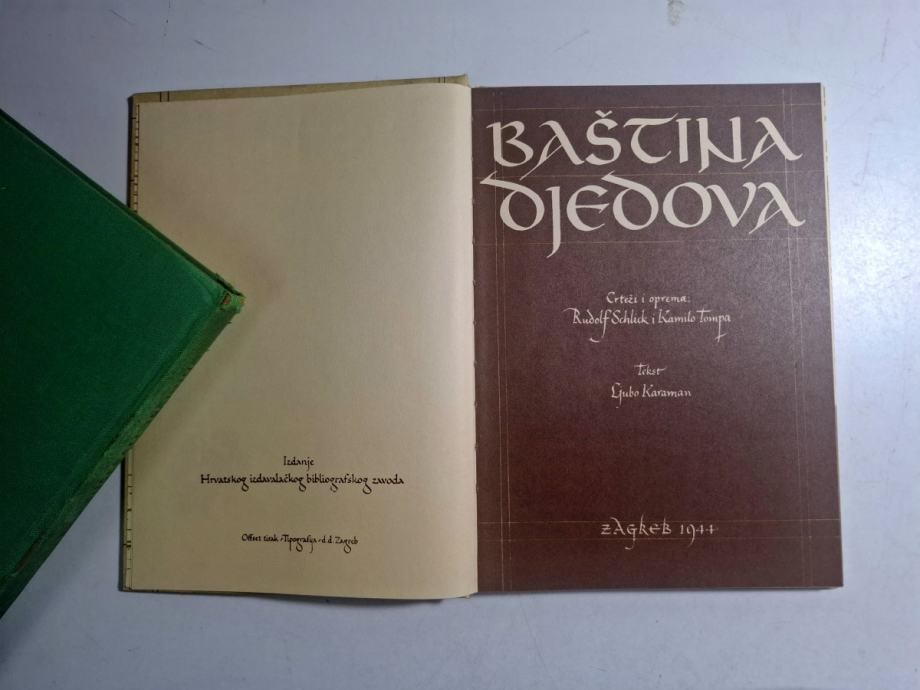 Izdanje
Hrvatskog izdavalačkog bibliografskog zavoda
Offset tisak »Tipografija« d. d. Zagreb
BAŠTINA
DJEDOVA
Crteži i oprema:
Rudolf Schlick i Kamilo Tompa
Tekst
Ljubo Karaman
ZAGREB 1944